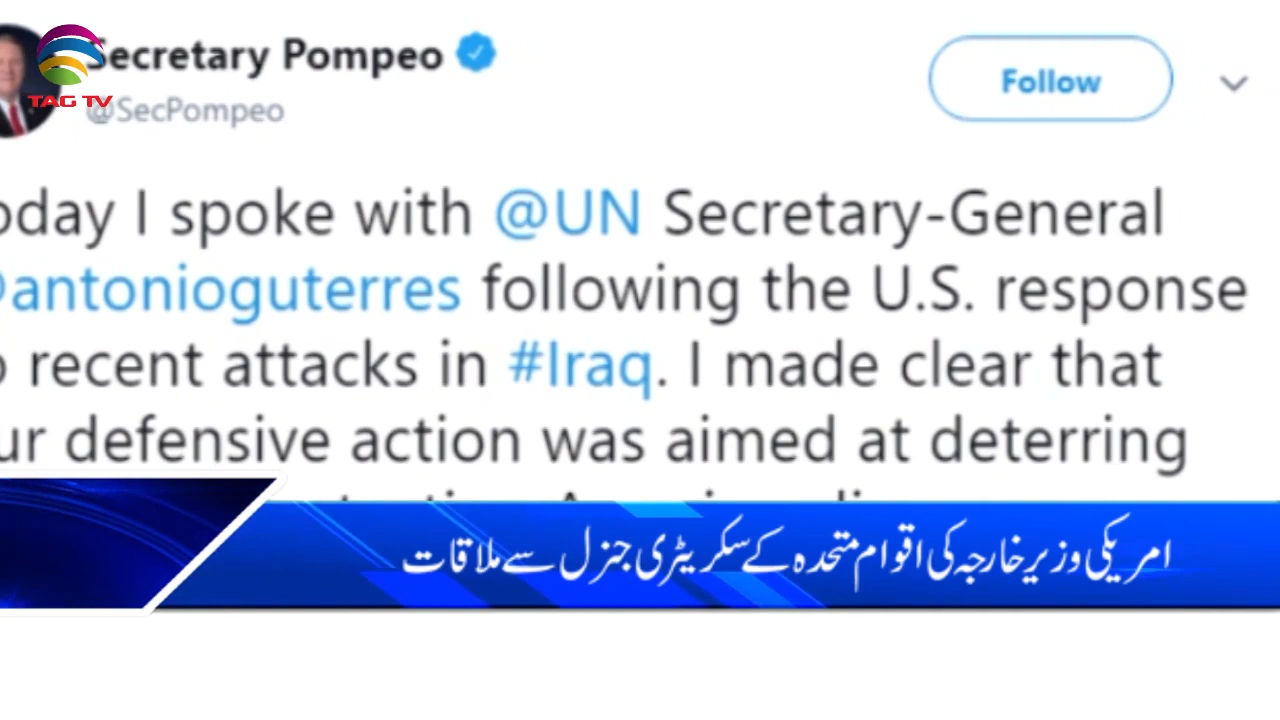 TAG TV
Secretary Pompeo
@SecPompeo
Follow
oday I spoke with @UN Secretary-General
antonioguterres following the U.S. response
recent attacks in #Iraq. I made clear that
ur defensive action was aimed at deterring
امریکی وزیر خارجہ کی اقوام متحدہ کے سکریٹری جنرل سے ملاقات